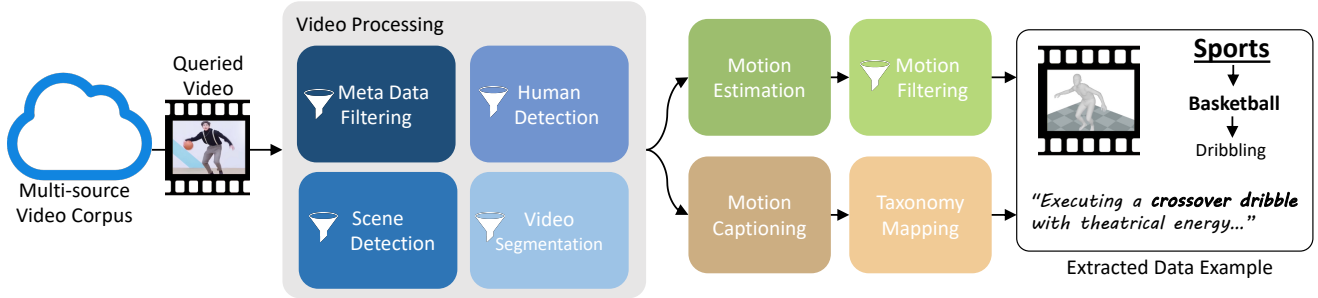 Multi-source
Video Corpus
Queried
Video
Video Processing
Meta Data
Filtering
Human
Detection
Scene
Detection
Video
Segmentation
Motion
Estimation
Motion
Filtering
Motion
Captioning
Taxonomy
Mapping
Sports
Basketball
Dribbling
“Executing a crossover dribble
with theatrical energy…”
Extracted Data Example